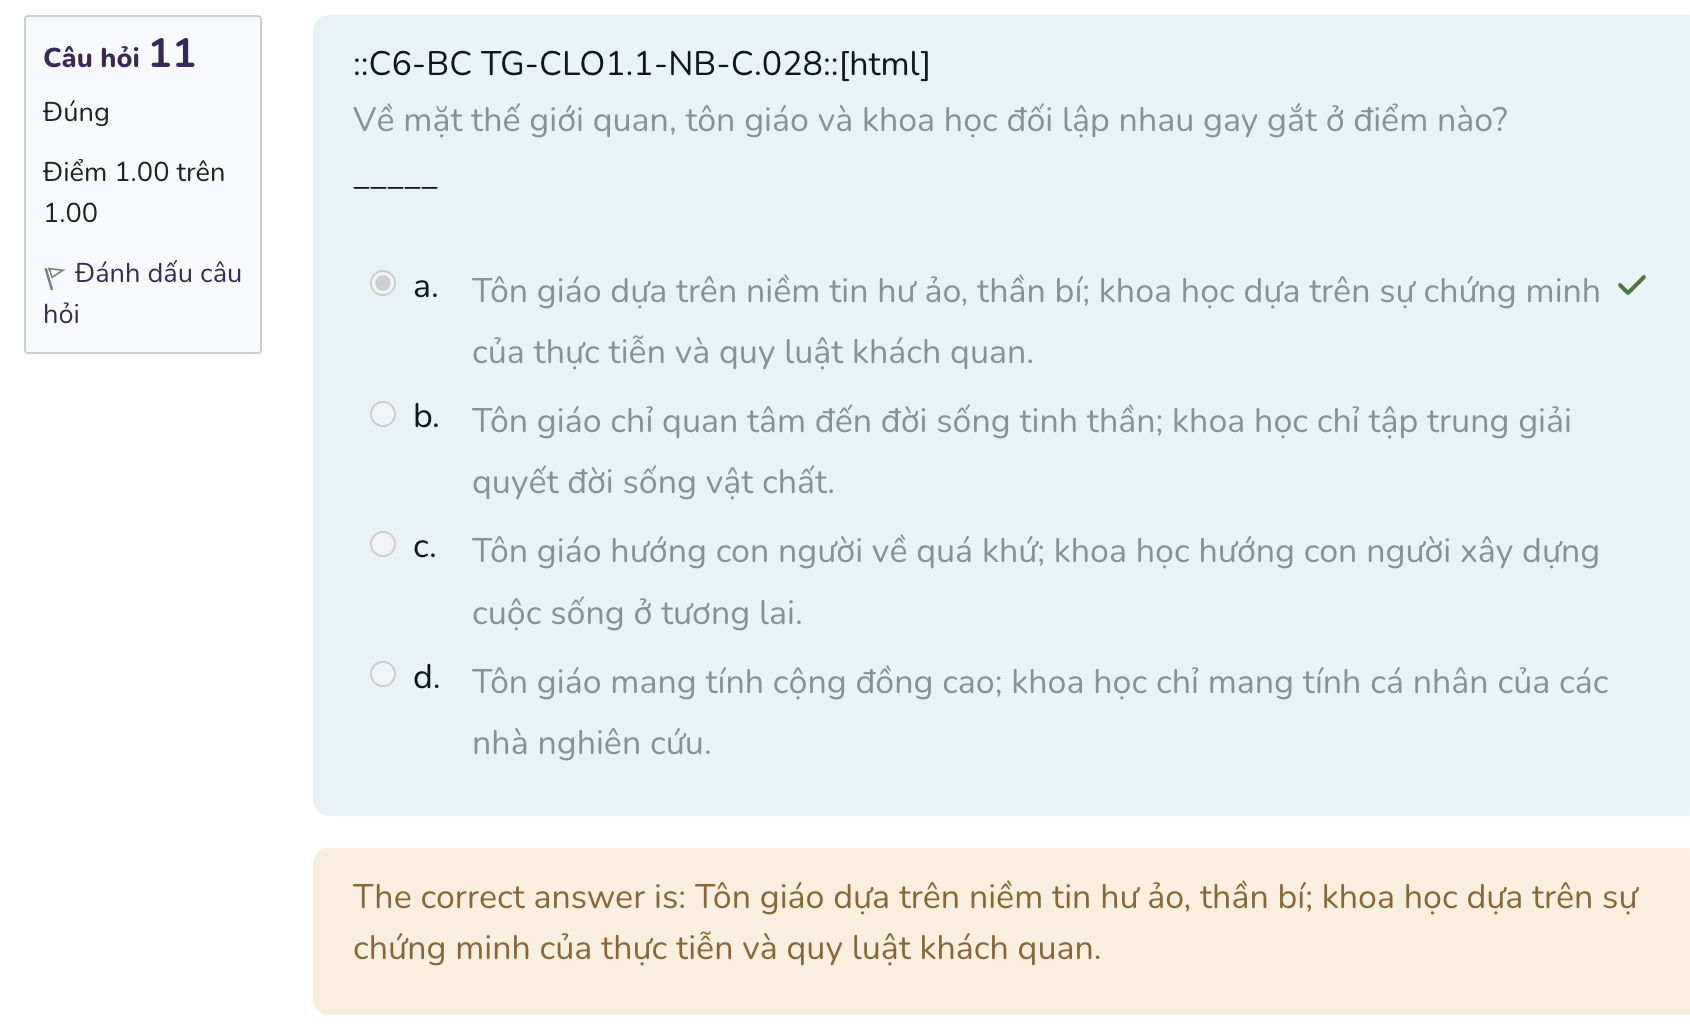 Câu hỏi 11
Đúng
Điểm 1.00 trên
1.00
Đánh dấu câu
hỏi
::C6-BC TG-CLO1.1-NB-C.028::[html]
Về mặt thế giới quan, tôn giáo và khoa học đối lập nhau gay gắt ở điểm nào?
_____
a. Tôn giáo dựa trên niềm tin hư ảo, thần bí; khoa học dựa trên sự chứng minh
của thực tiễn và quy luật khách quan.
b. Tôn giáo chỉ quan tâm đến đời sống tinh thần; khoa học chỉ tập trung giải
quyết đời sống vật chất.
c. Tôn giáo hướng con người về quá khứ; khoa học hướng con người xây dựng
cuộc sống ở tương lai.
d. Tôn giáo mang tính cộng đồng cao; khoa học chỉ mang tính cá nhân của các
nhà nghiên cứu.
The correct answer is: Tôn giáo dựa trên niềm tin hư ảo, thần bí; khoa học dựa trên sự
chứng minh của thực tiễn và quy luật khách quan.